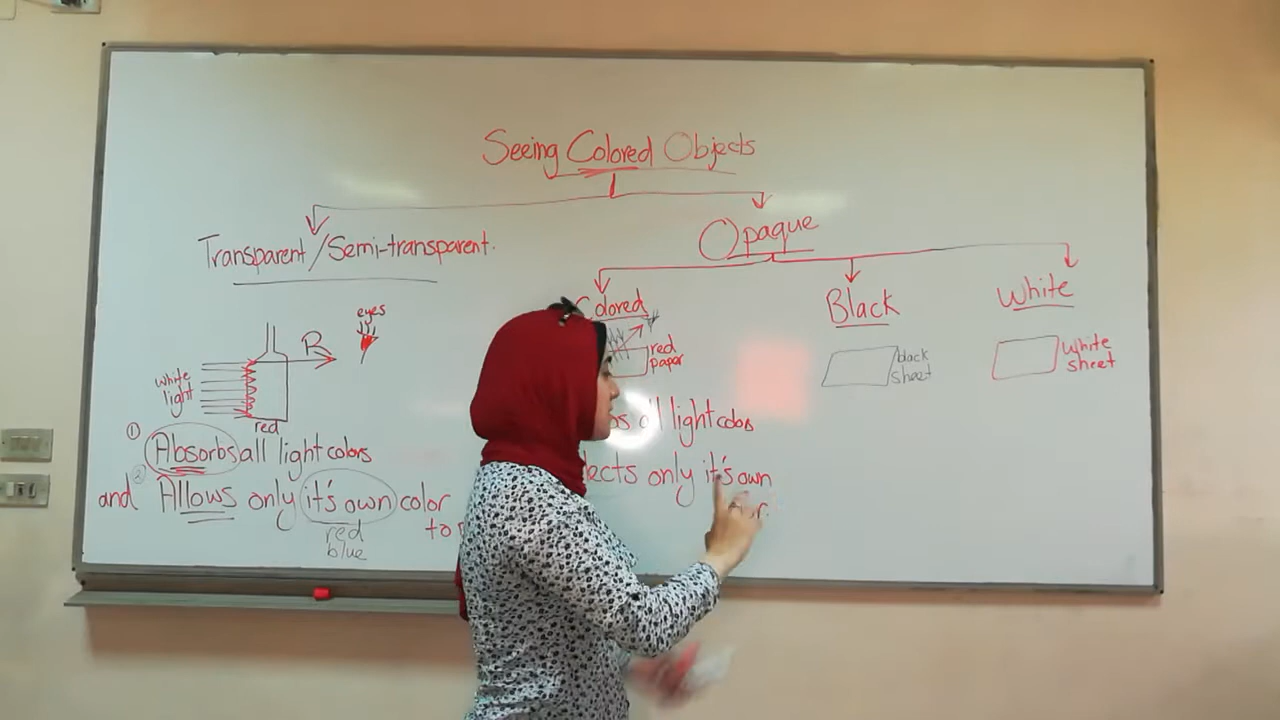 Seeing Colored Objects
Transparent/Semi-transparent.
Opaque
Colored
Black
White
eyes
R
white
light
red
red
paper
black
sheet
White
sheet
① Absorbs all light colors
② and Allows only it's own color
to
red
blue
all light colors
only it's own